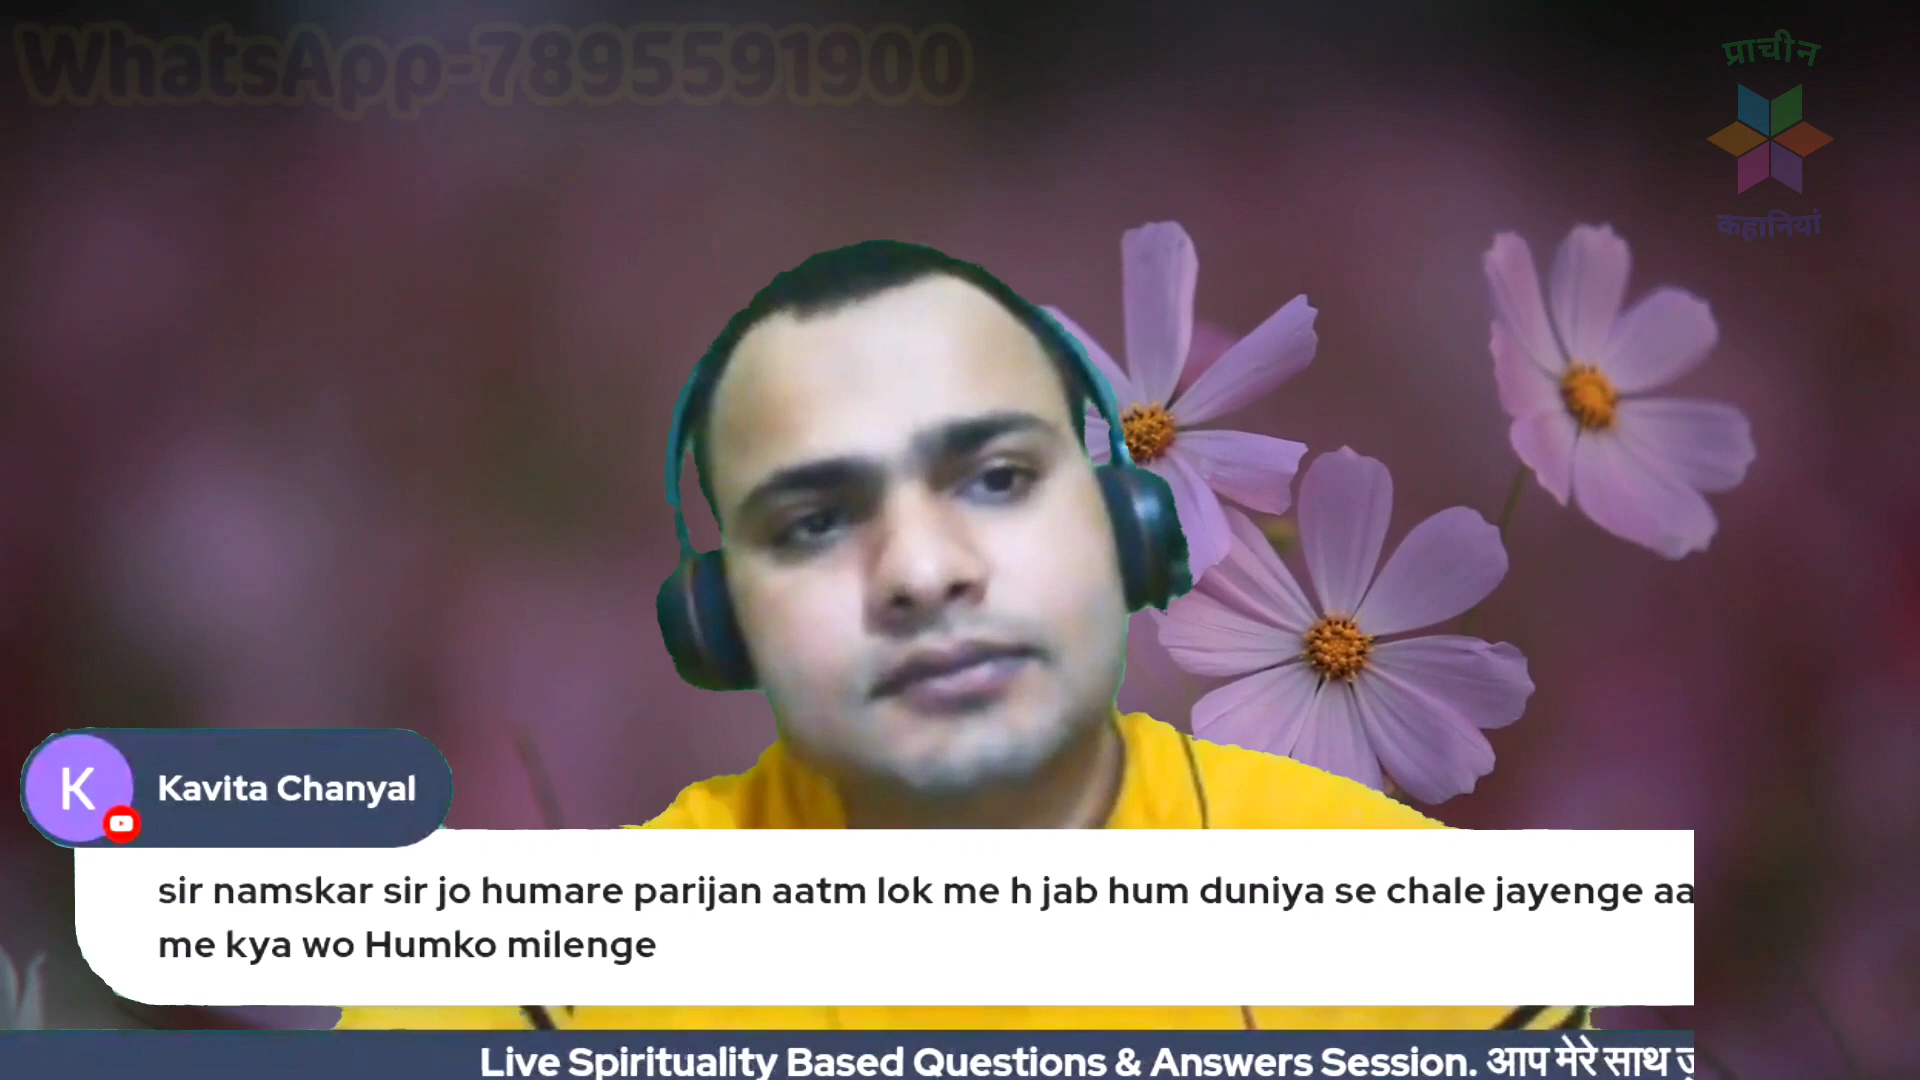 WhatsApp-7895591900
प्राचीन
कहानियां
Kavita Chanyal
sir namskar sir jo humare parijan aatm lok me h jab hum duniya se chale jayenge aa
me kya wo Humko milenge
Live Spirituality Based Questions & Answers Session. आप मेरे साथ